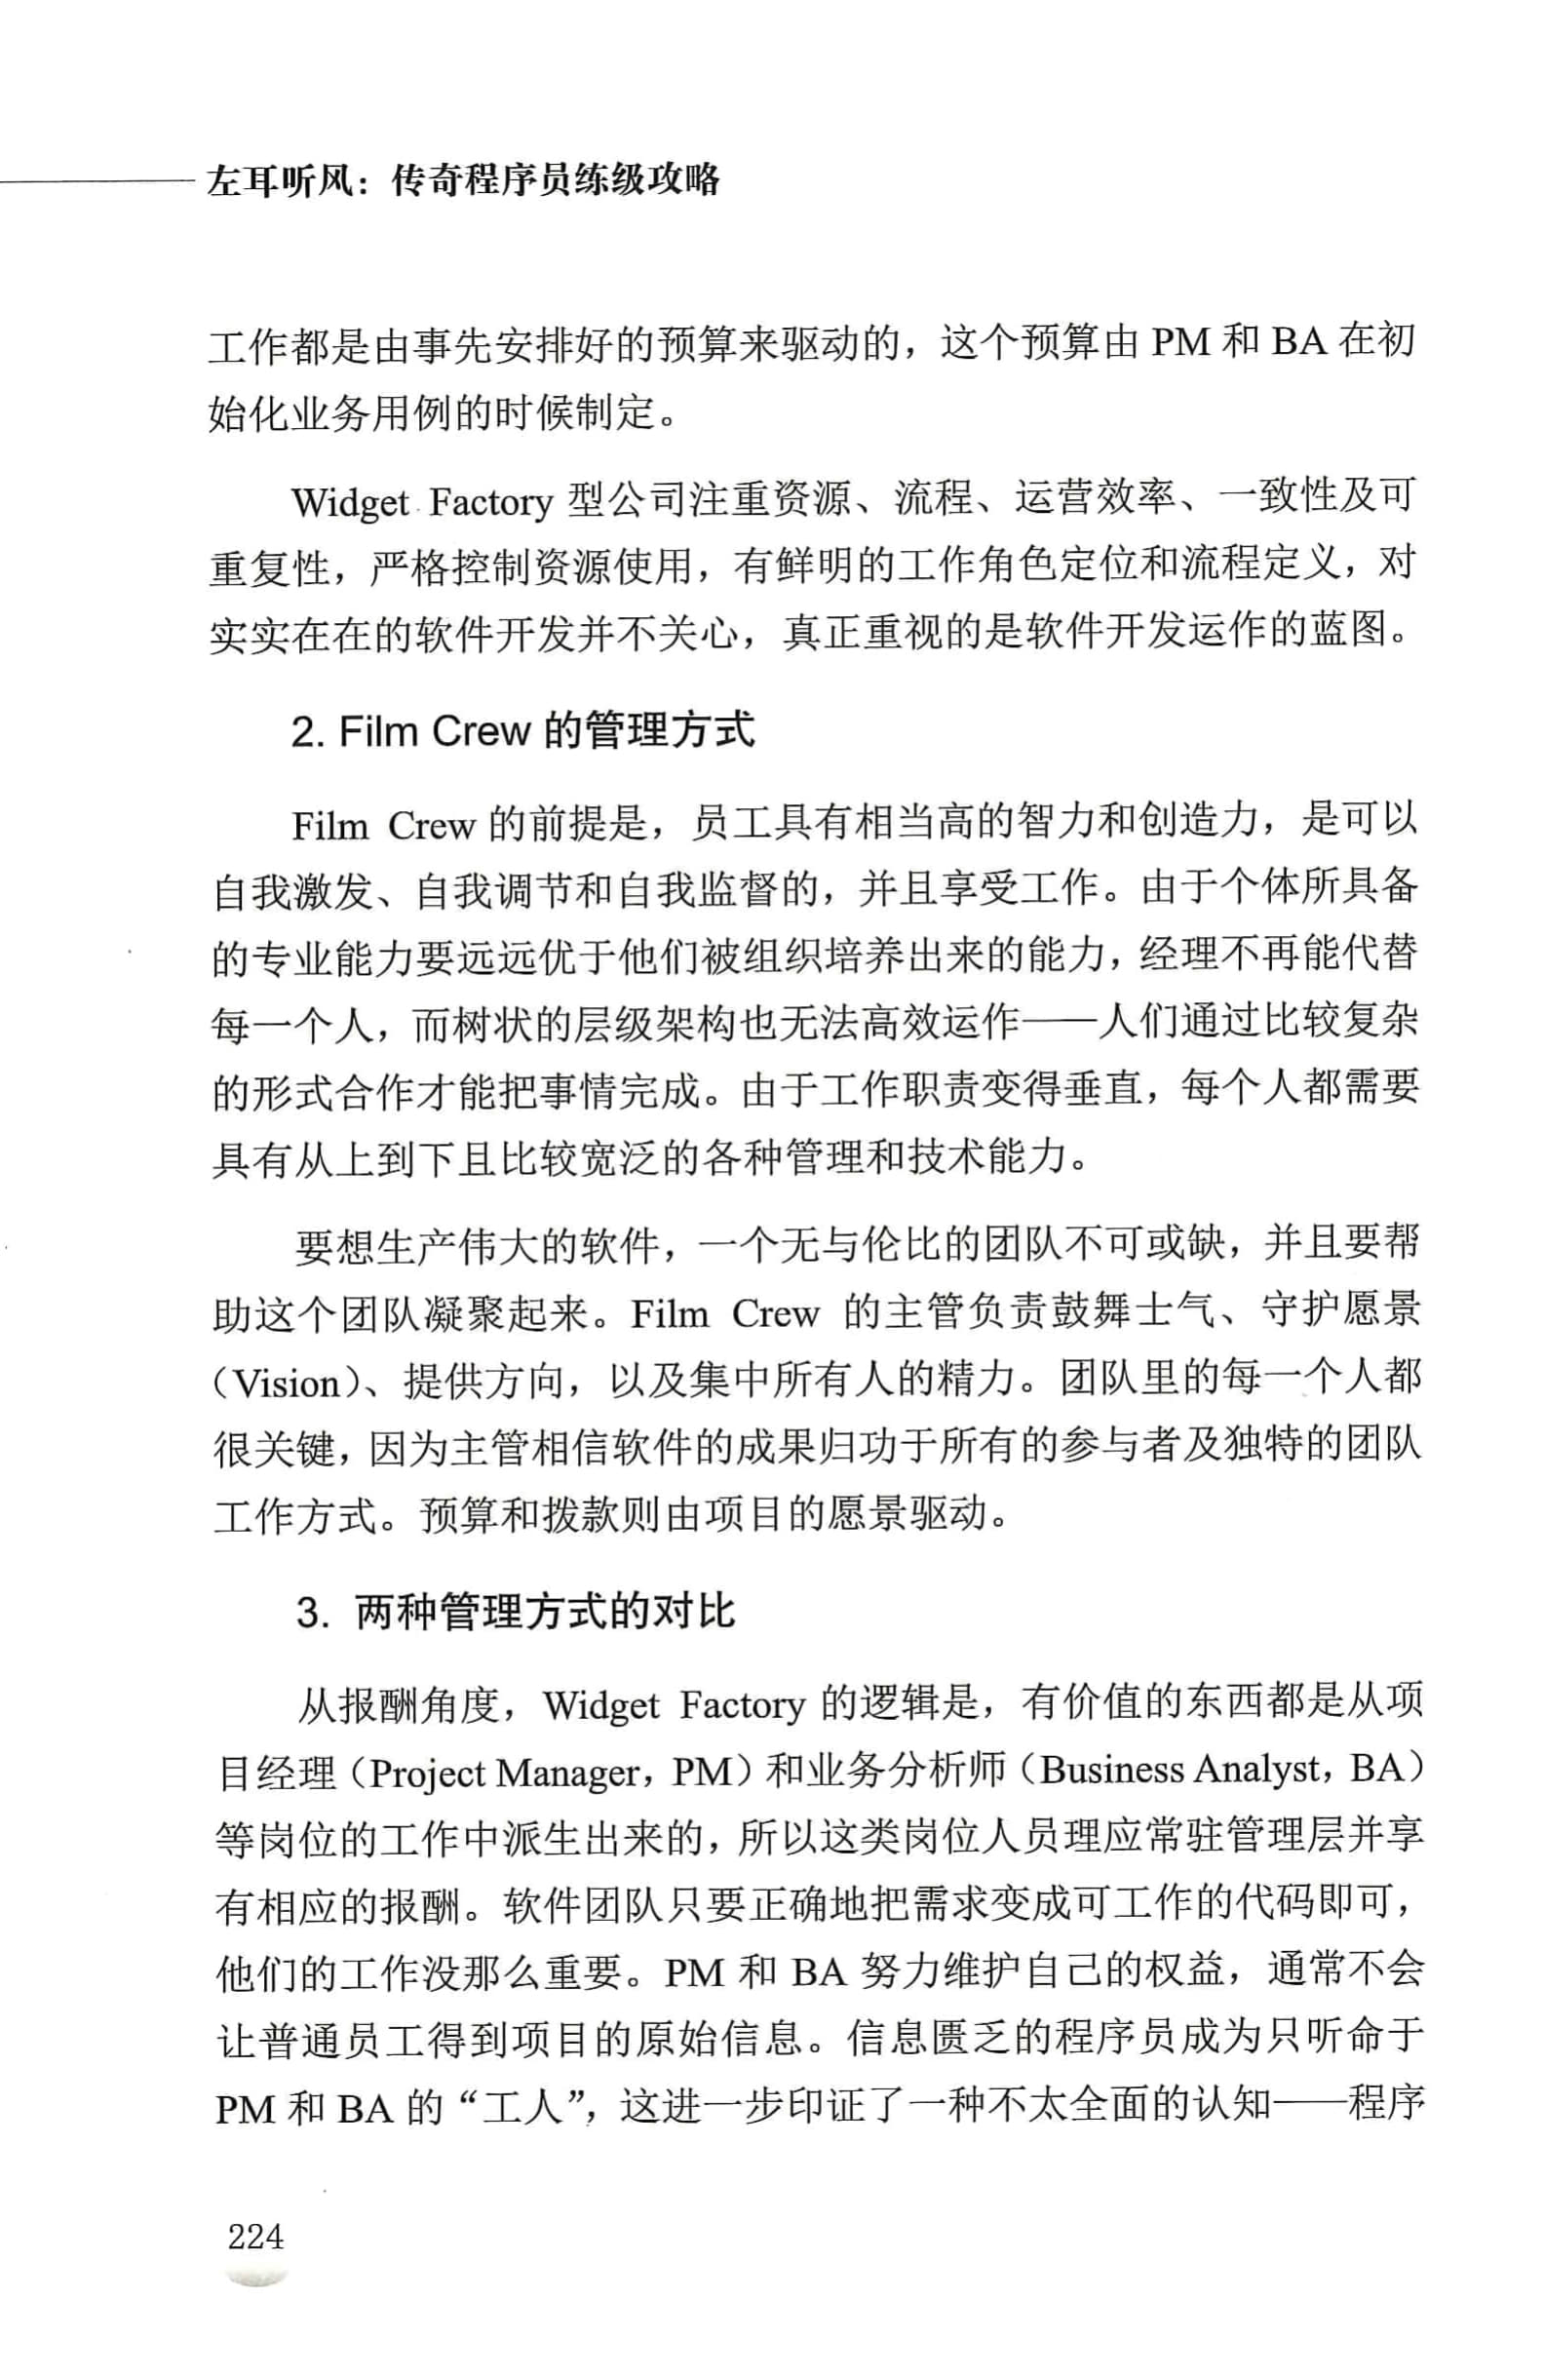 左耳听风：传奇程序员练级攻略
工作都是由事先安排好的预算来驱动的，这个预算由 PM 和 BA 在初
始化业务用例的时候制定。
Widget Factory 型公司注重资源、流程、运营效率、一致性及可
重复性，严格控制资源使用，有鲜明的工作角色定位和流程定义，对
实实在在的软件开发并不关心，真正重视的是软件开发运作的蓝图。
2. Film Crew 的管理方式
Film Crew 的前提是，员工具有相当高的智力和创造力，是可以
自我激发、自我调节和自我监督的，并且享受工作。由于个体所具备
的专业能力要远远优于他们被组织培养出来的能力，经理不再能代替
每一个人，而树状的层级架构也无法高效运作——人们通过比较复杂
的形式合作才能把事情完成。由于工作职责变得垂直，每个人都需要
具有从上到下且比较宽泛的各种管理和技术能力。
要想生产伟大的软件，一个无与伦比的团队不可或缺，并且要帮
助这个团队凝聚起来。Film Crew 的主管负责鼓舞士气、守护愿景
（Vision）、提供方向，以及集中所有人的精力。团队里的每一个人都
很关键，因为主管相信软件的成果归功于所有的参与者及独特的团队
工作方式。预算和拨款则由项目的愿景驱动。
3. 两种管理方式的对比
从报酬角度，Widget Factory 的逻辑是，有价值的东西都是从项
目经理（Project Manager，PM）和业务分析师（Business Analyst，BA）
等岗位的工作中派生出来的，所以这类岗位人员理应常驻管理层并享
有相应的报酬。软件团队只要正确地把需求变成可工作的代码即可，
他们的工作没那么重要。PM 和 BA 努力维护自己的权益，通常不会
让普通员工得到项目的原始信息。信息匮乏的程序员成为只听命于
PM 和 BA 的“工人”，这进一步印证了一种不太全面的认知——程序
224